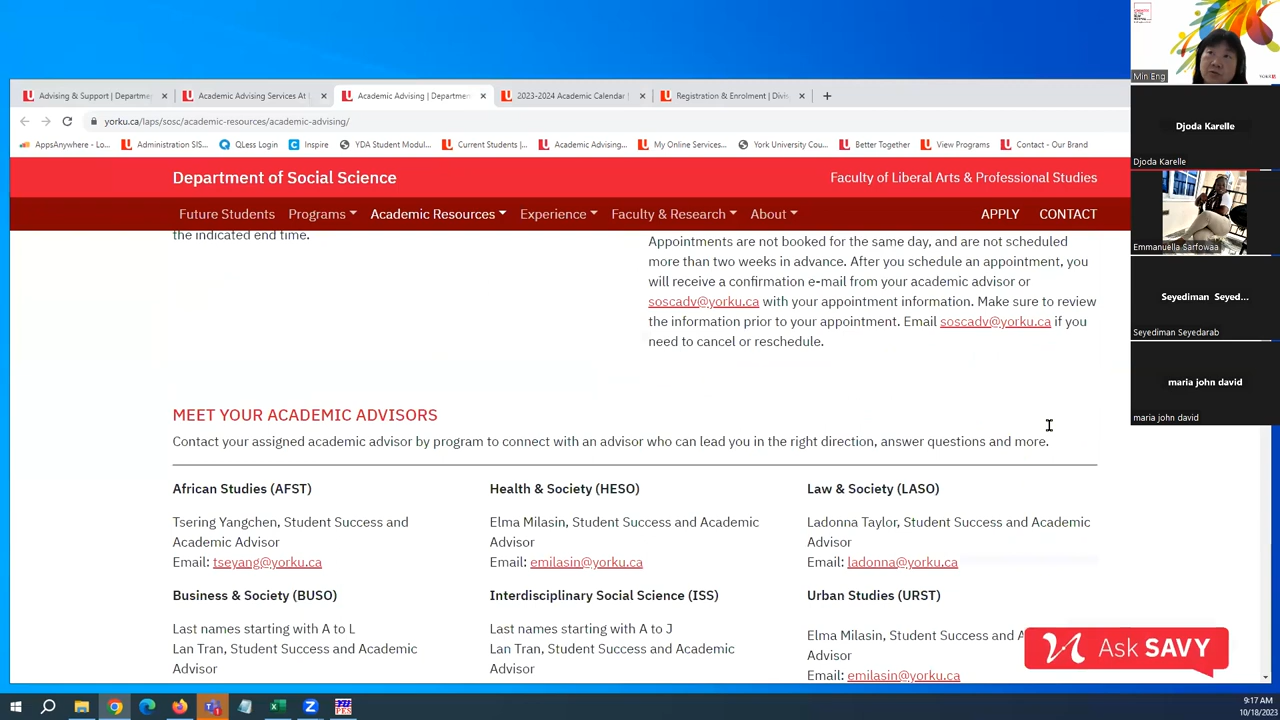 Min Eng
Djoda Karelle
Djoda Karelle
Emmanuella Sarfowaa
Seyediman Seyed...
Seyediman Seyedarab
maria john david
maria john david
Advising & Support | Departme
Academic Advising Services At
Academic Advising | Departmen
2023-2024 Academic Calendar
Registration & Enrolment | Divi
yorku.ca/laps/sosc/academic-resources/academic-advising/
AppsAnywhere - Lo...
Administration SIS...
QLess Login
Inspire
YDA Student Modul...
Current Students |...
Academic Advising...
My Online Services...
York University Cou...
Better Together
View Programs
Contact - Our Brand
Department of Social Science
Faculty of Liberal Arts & Professional Studies
Future Students
Programs
Academic Resources
Experience
Faculty & Research
About
APPLY
CONTACT
the indicated end time.
Appointments are not booked for the same day, and are not scheduled
more than two weeks in advance. After you schedule an appointment, you
will receive a confirmation e-mail from your academic advisor or
soscadv@yorku.ca with your appointment information. Make sure to review
the information prior to your appointment. Email soscadv@yorku.ca if you
need to cancel or reschedule.
MEET YOUR ACADEMIC ADVISORS
Contact your assigned academic advisor by program to connect with an advisor who can lead you in the right direction, answer questions and more.
African Studies (AFST)
Tsering Yangchen, Student Success and
Academic Advisor
Email: tseyang@yorku.ca
Health & Society (HESO)
Elma Milasin, Student Success and Academic
Advisor
Email: emilasin@yorku.ca
Law & Society (LASO)
Ladonna Taylor, Student Success and Academic
Advisor
Email: ladonna@yorku.ca
Business & Society (BUSO)
Last names starting with A to L
Lan Tran, Student Success and Academic
Advisor
Interdisciplinary Social Science (ISS)
Last names starting with A to J
Lan Tran, Student Success and Academic
Advisor
Urban Studies (URST)
Elma Milasin, Student Success and A
Advisor
Email: emilasin@yorku.ca
Ask SAVY
9:17 AM
10/18/2023